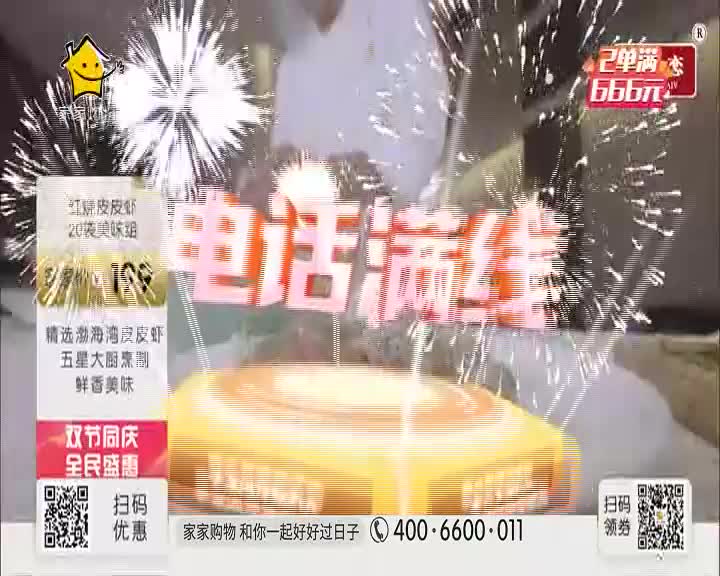 ®
2单满
666元
恋
红烧皮皮虾
20袋美味组
199
电话满线
精选渤海湾皮皮虾
五星大厨烹制
鲜香美味
双节同庆
全民盛惠
扫码
优惠
家家购物 和你一起好好过日子 400·6600·011
扫码
领券